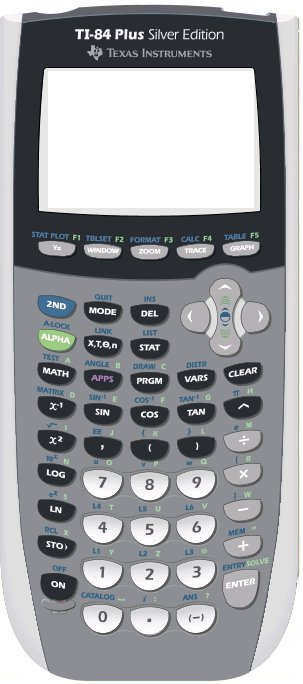 TI-84 Plus Silver Edition
TEXAS INSTRUMENTS
STAT PLOT F1 TBLSET F2 FORMAT F3 CALC F4 TABLE F5
Y= WINDOW ZOOM TRACE GRAPH
QUIT INS
2ND MODE DEL
A-LOCK LINK LIST
ALPHA X,T,Θ,n STAT
TEST A ANGLE B DRAW C DISTR
MATH APPS PRGM VARS CLEAR
MATRIX D SIN⁻¹ E COS⁻¹ F TAN⁻¹ G π H
x⁻¹ SIN COS TAN ^
√ I EE J { K } L e M
x² , ( ) ÷
10ˣ N u O v P w Q [ R
LOG 7 8 9 ×
eˣ S L4 T L5 U L6 V ] W
LN 4 5 6 −
RCL X L1 Y L2 Z L3 θ MEM "
STO› 1 2 3 +
OFF CATALOG i : ANS ? ENTRY SOLVE
ON 0 . (−) ENTER